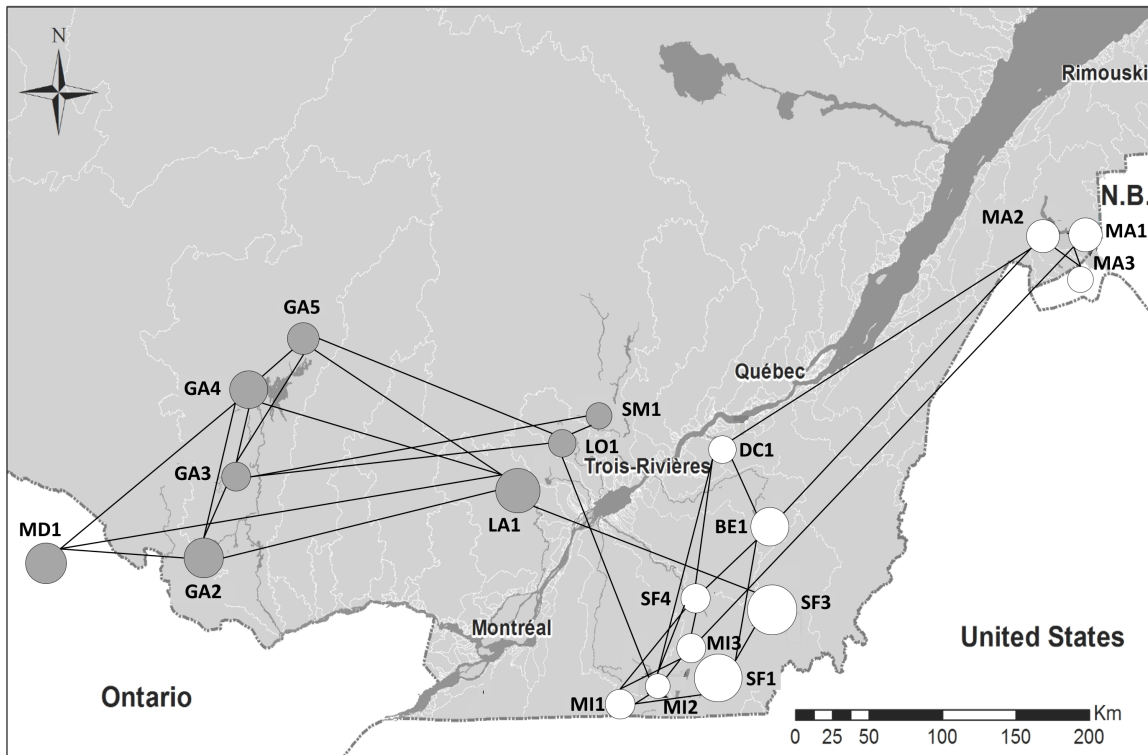 N
Rimouski
N.B.
MA2
MA1
MA3
GA5
GA4
Québec
SM1
LO1
DC1
Trois-Rivières
GA3
LA1
MD1
BE1
GA2
SF4
SF3
Montréal
MI3
United States
SF1
Ontario
MI1
MI2
Km
0 25 50 100 150 200